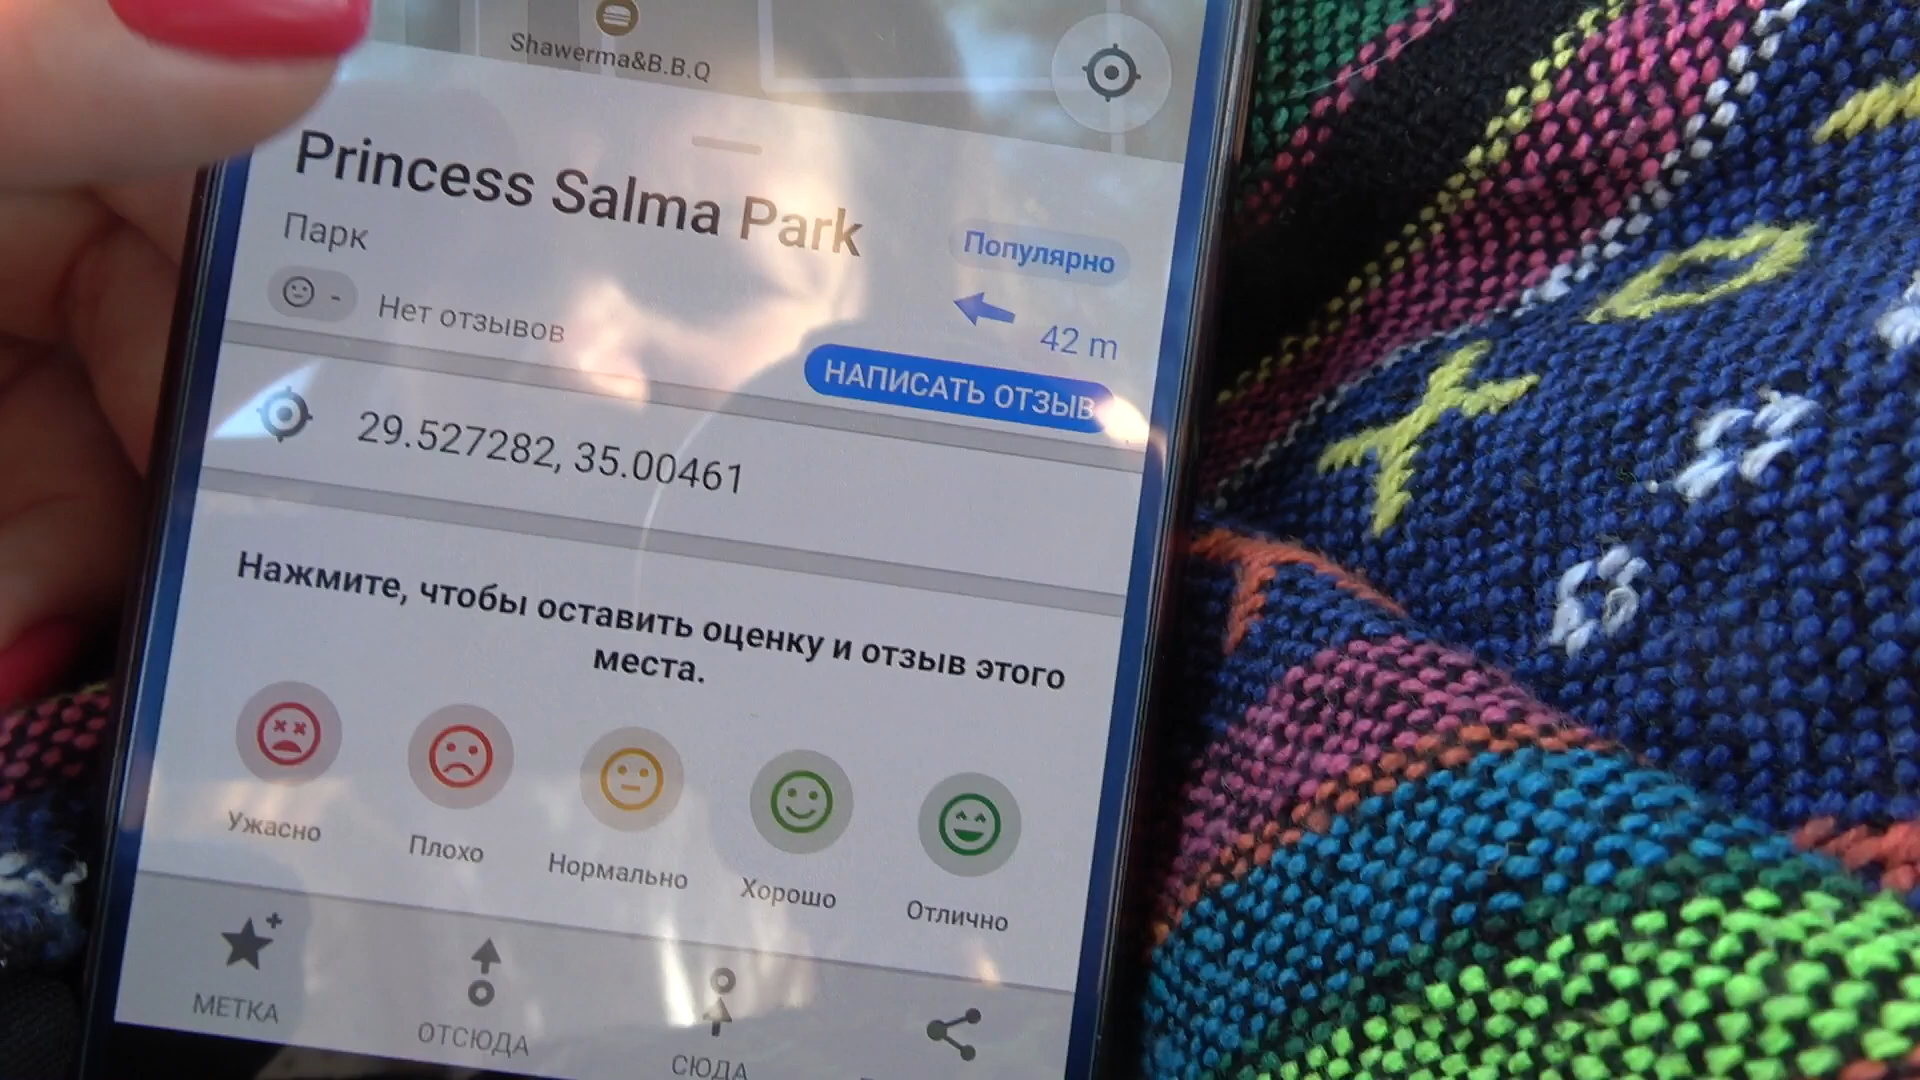 Shawerma&B.B.Q
Princess Salma Park
Парк
Популярно
- Нет отзывов
42 m
НАПИСАТЬ ОТЗЫВ
29.527282, 35.00461
Нажмите, чтобы оставить оценку и отзыв этого
места.
Ужасно
Плохо
Нормально
Хорошо
Отлично
МЕТКА
ОТСЮДА
СЮДА